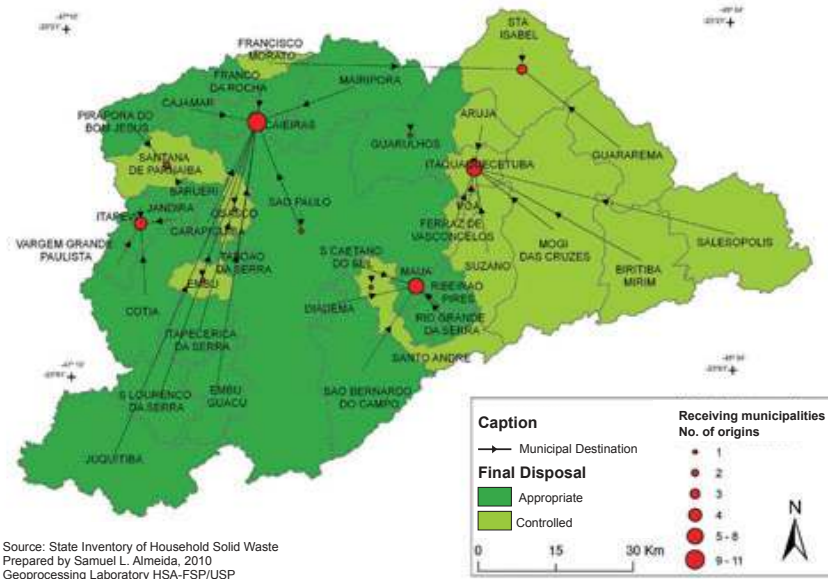 STA
ISABEL
FRANCISCO
MORATO
FRANCO
DA ROCHA
MAIRIPORA
CAJAMAR
CAIEIRAS
PIRAPORA DO
BOM JESUS
ARUJA
GUARULHOS
SANTANA
DE PARNAIBA
GUARAREMA
BARUERI
JANDIRA
OSASCO
SAO PAULO
ITAPEVI
CARAPICUIBA
POA
VARGEM GRANDE
PAULISTA
FERRAZ DE
VASCONCELOS
MOGI
DAS CRUZES
SALESOPOLIS
TABOAO
DA SERRA
S CAETANO
DO SUL
SUZANO
BIRITIBA
MIRIM
EMBU
MAUA
RIBEIRAO
PIRES
COTIA
DIADEMA
RIO GRANDE
DA SERRA
ITAPECERICA
DA SERRA
SANTO ANDRE
S LOURENCO
DA SERRA
EMBU
GUACU
SAO BERNARDO
DO CAMPO
JUQUITIBA
Caption
Municipal Destination
Final Disposal
Appropriate
Controlled
0 15 30 Km
Receiving municipalities
No. of origins
1
2
3
4
5 - 8
9 - 11
N
Source: State Inventory of Household Solid Waste
Prepared by Samuel L. Almeida, 2010
Geoprocessing Laboratory HSA-FSP/USP